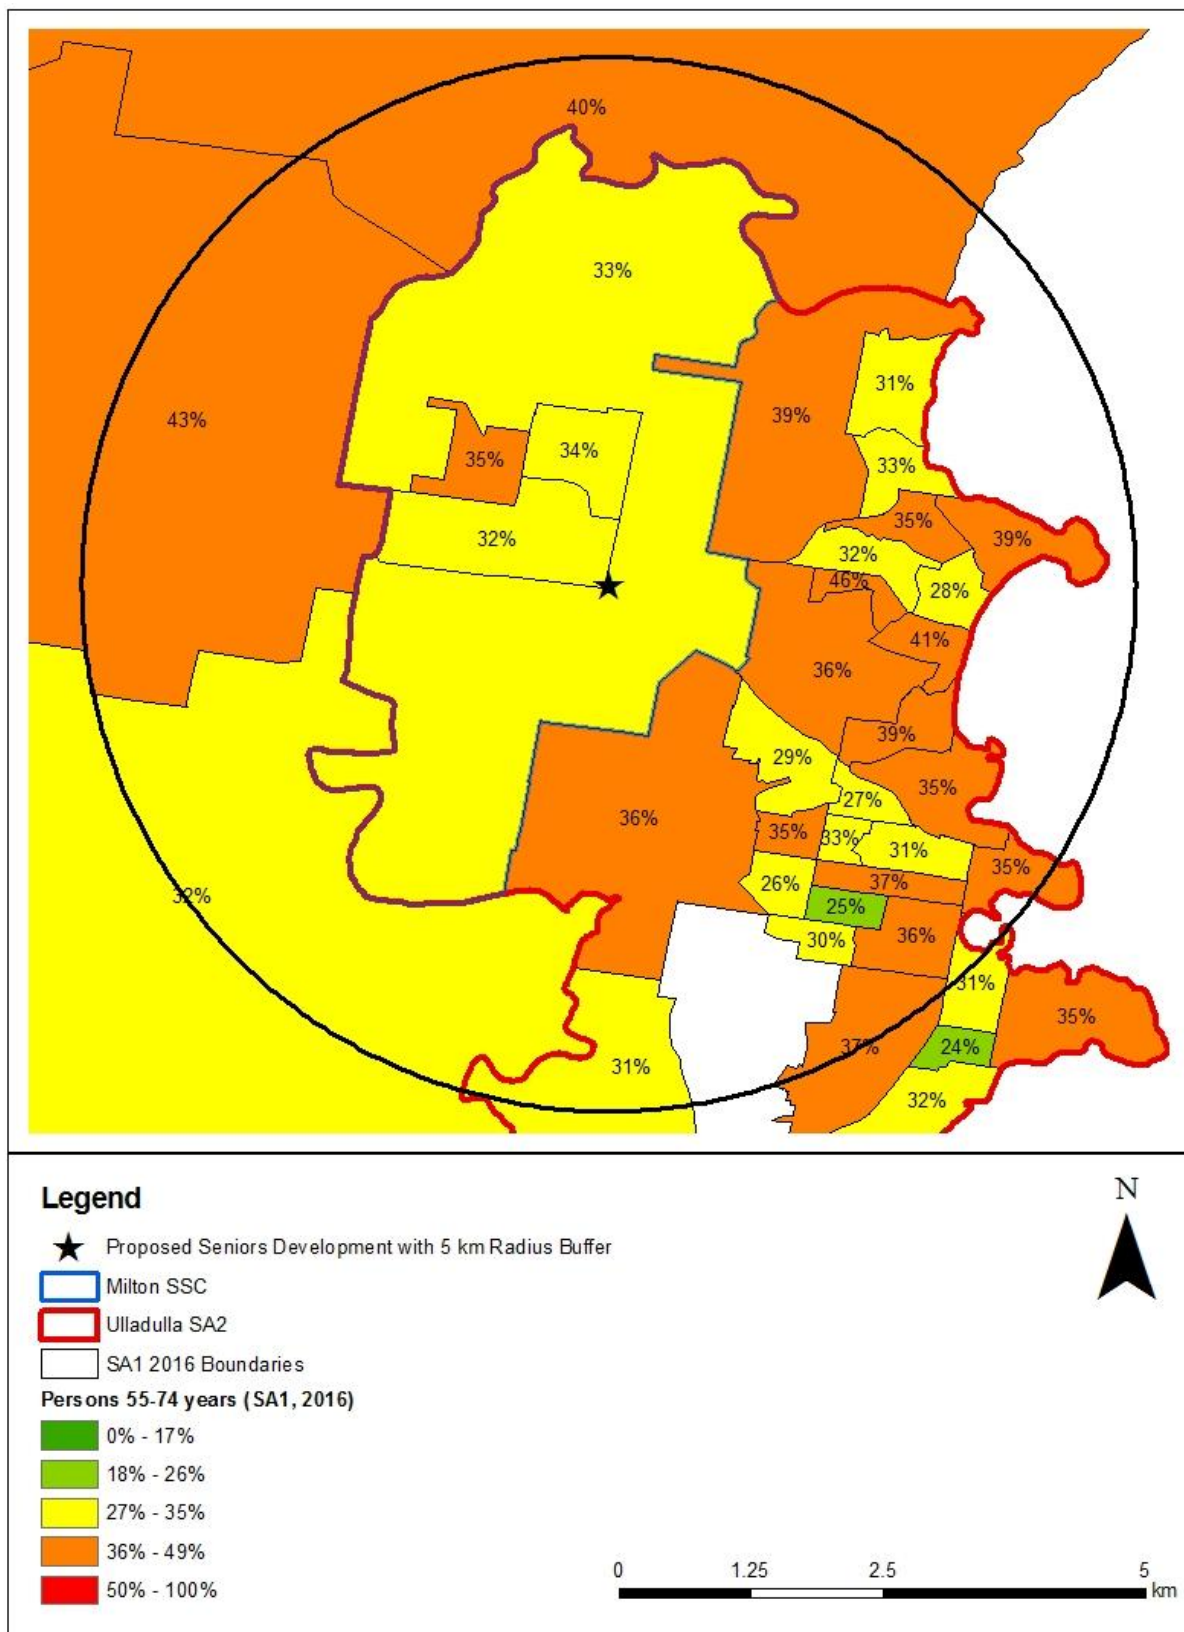 40%
33%
31%
43%
39%
34%
35%
33%
35%
32%
39%
32%
46%
28%
41%
36%
39%
29%
35%
27%
36%
35%
33%
31%
35%
26%
37%
32%
25%
30%
36%
31%
35%
37%
24%
31%
32%
Legend
N
Proposed Seniors Development with 5 km Radius Buffer
Milton SSC
Ulladulla SA2
SA1 2016 Boundaries
Persons 55-74 years (SA1, 2016)
0% - 17%
18% - 26%
27% - 35%
36% - 49%
50% - 100%
0 1.25 2.5 5
km